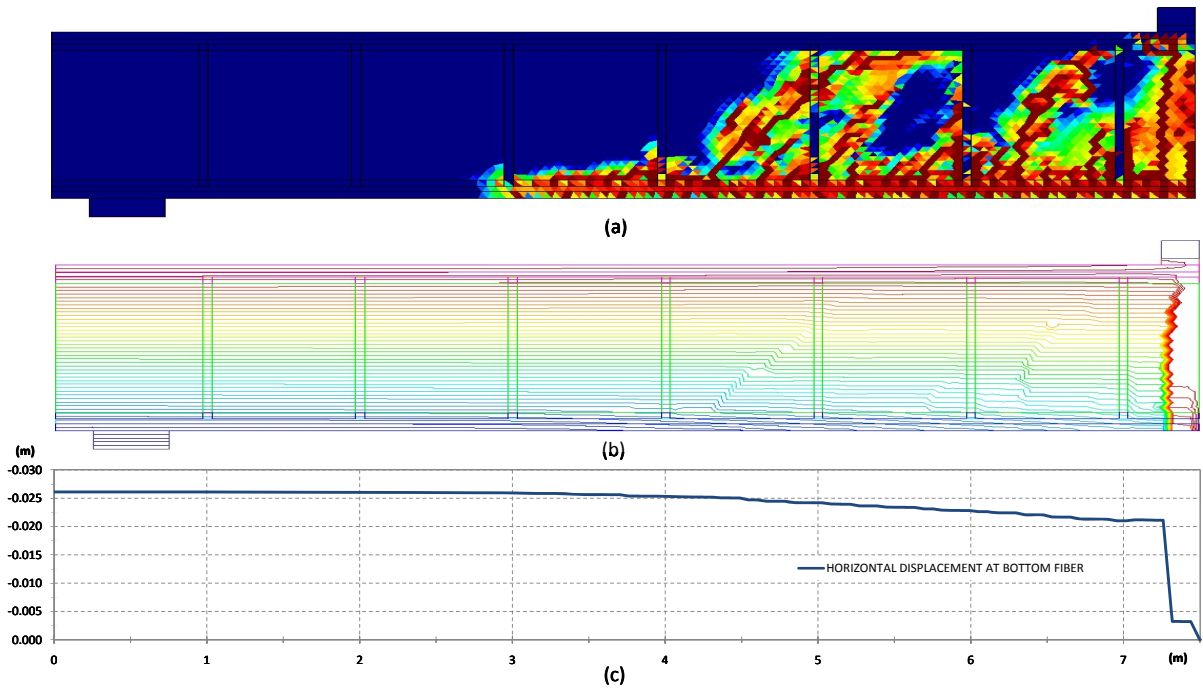 (a)
(b)
(m)
-0.030
-0.025
-0.020
-0.015
-0.010
-0.005
0.000
HORIZONTAL DISPLACEMENT AT BOTTOM FIBER
0 1 2 3 4 5 6 7 (m)
(c)